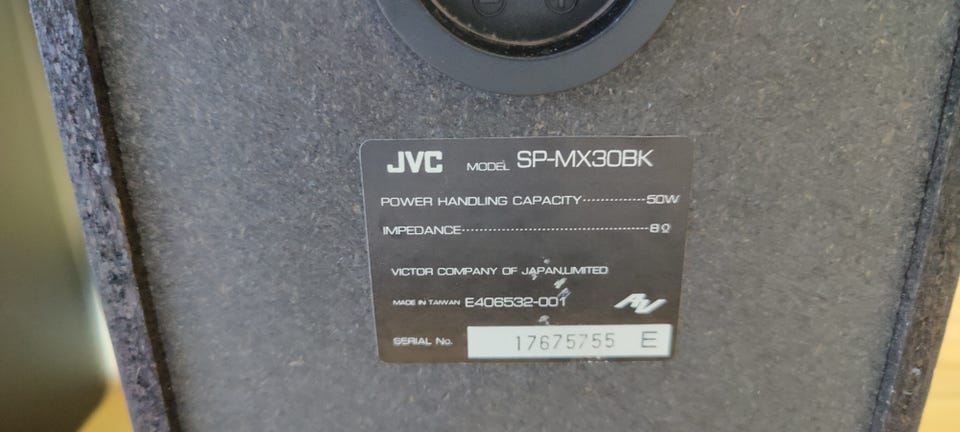 − +
JVC MODEL SP-MX30BK
POWER HANDLING CAPACITY··············50W
IMPEDANCE·········································8Ω
VICTOR COMPANY OF JAPAN,LIMITED
MADE IN TAIWAN E406532-001 AV
SERIAL No. 17675755 E